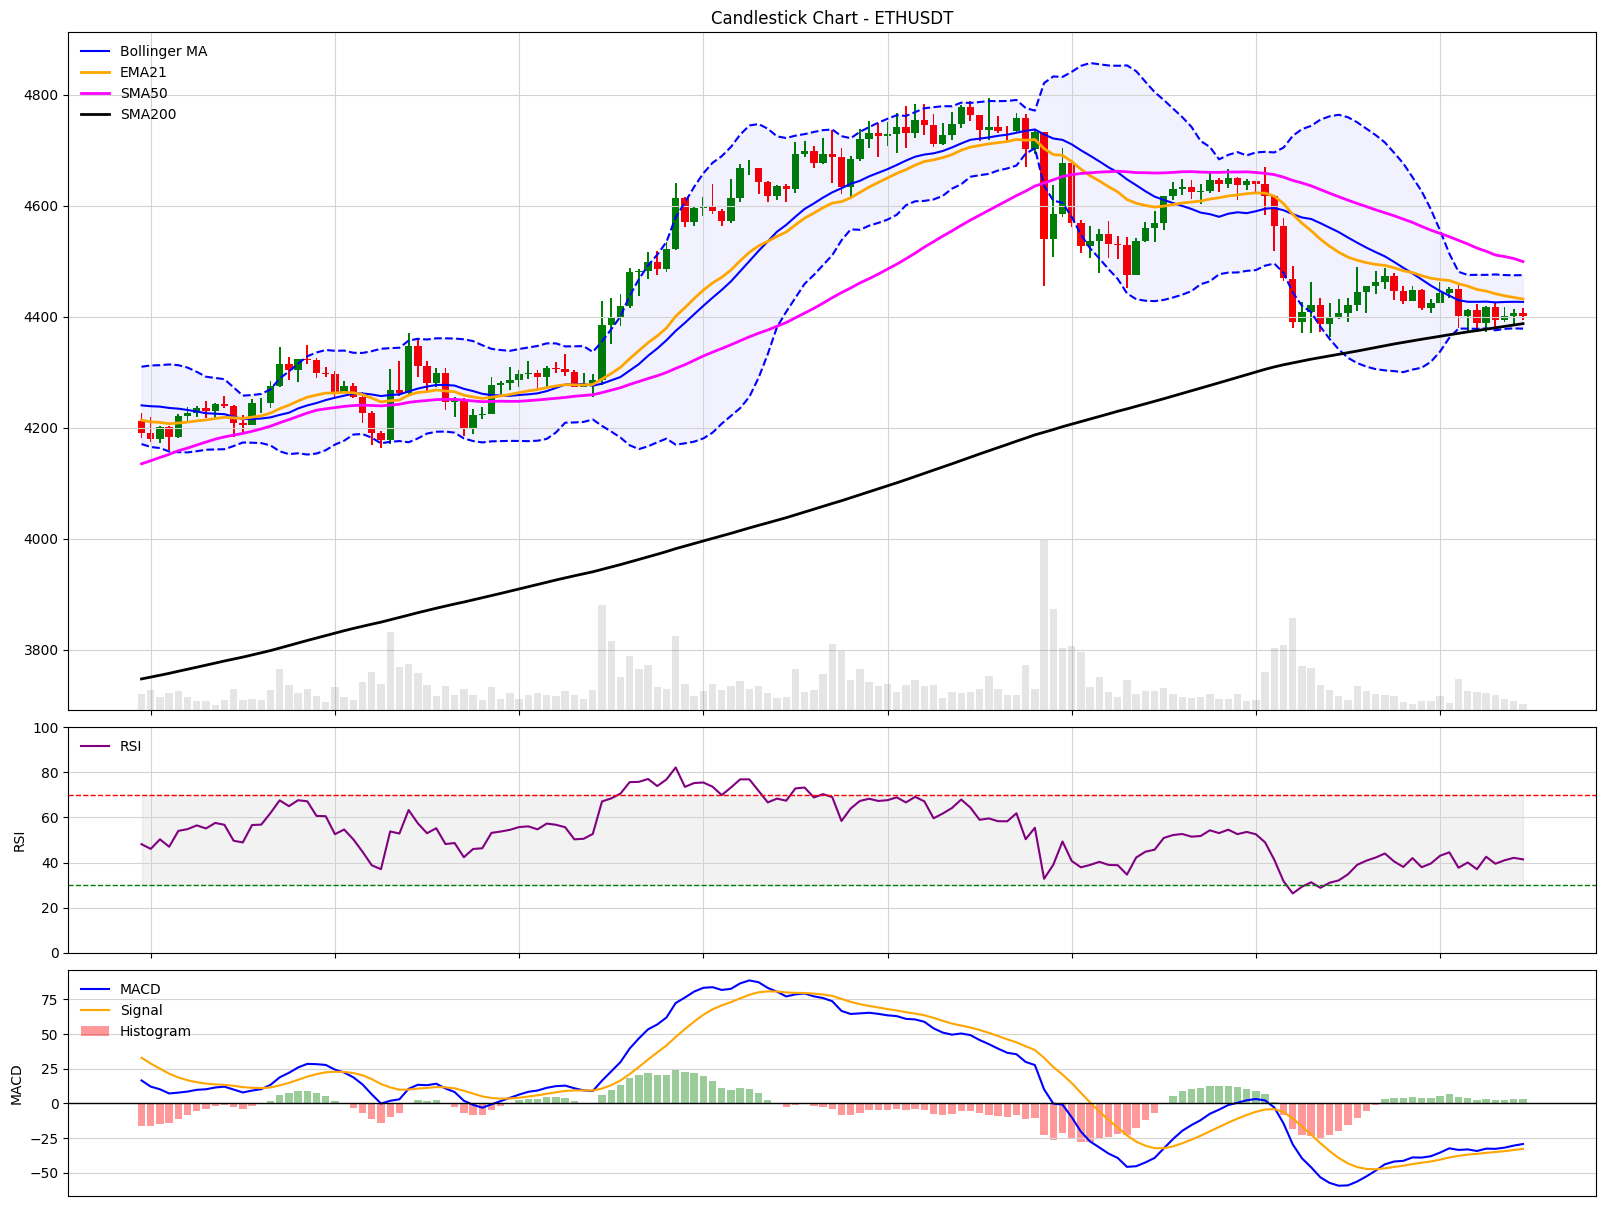 Candlestick Chart - ETHUSDT
Bollinger MA
EMA21
SMA50
SMA200
4800
4600
4400
4200
4000
3800
100
80
60
40
20
0
RSI
RSI
75
50
25
0
−25
−50
MACD
MACD
Signal
Histogram